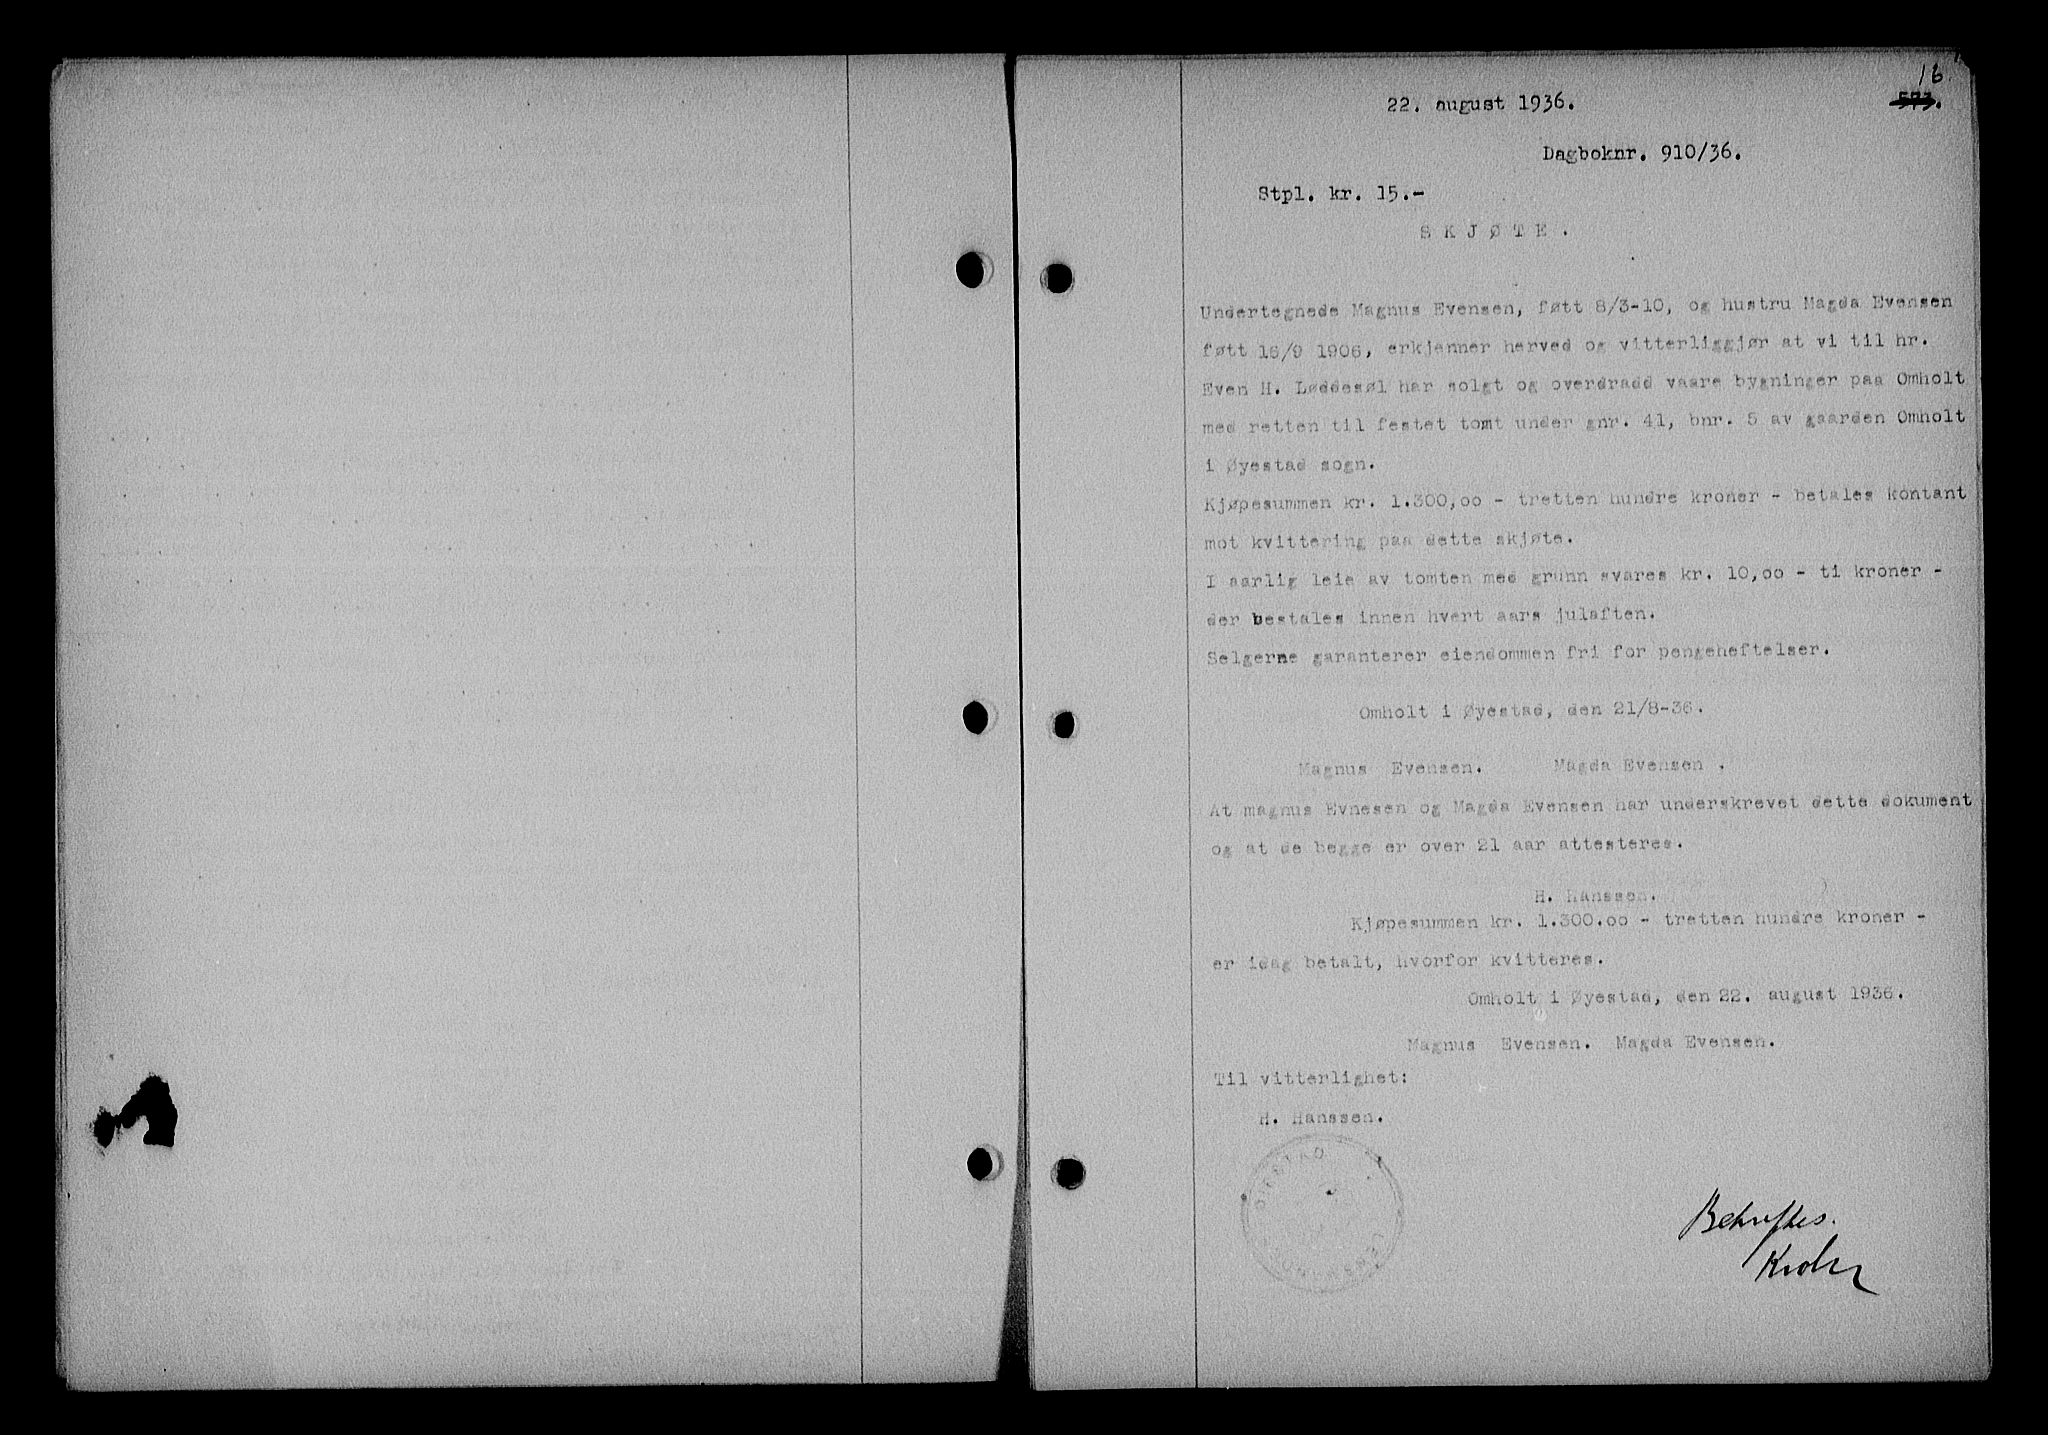 16.
22. august 1936. 573.
Dagboknr. 910/36.
Stpl. kr. 15.-
SKJØTE.
Undertegnede Magnus Evensen, føtt 8/3-10, og hustru Magda Evensen
føtt 16/9 1906, erkjenner herved og vitterliggjør at vi til hr.
Even H. Løddesøl har solgt og overdradd vaare bygninger paa Omholt
med retten til festet tomt under gnr. 41, bnr. 5 av gaarden Omholt
i Øyestad sogn.
Kjøpesummen kr. 1.300,oo - tretten hundre kroner - betales kontant
mot kvittering paa dette skjøte.
I aarlig leie av tomten med grunn svares kr. 10,oo - ti kroner -
der bestales innen hvert aars julaften.
Selgerne garanterer eiendommen fri for pengeheftelser.
Omholt i Øyestad, den 21/8-36.
Magnus Evensen. Magda Evensen .
At magnus Evnesen og Magda Evensen har underskrevet dette dokument
og at de begge er over 21 aar attesteres.
H. Hanssen.
Kjøpesummen kr. 1.300.oo - tretten hundre kroner -
er idag betalt, hvorfor kvitteres.
Omholt i Øyestad, den 22. august 1936.
Magnus Evensen. Magda Evensen.
Til vitterlighet:
H. Hanssen.
Bekreftes.